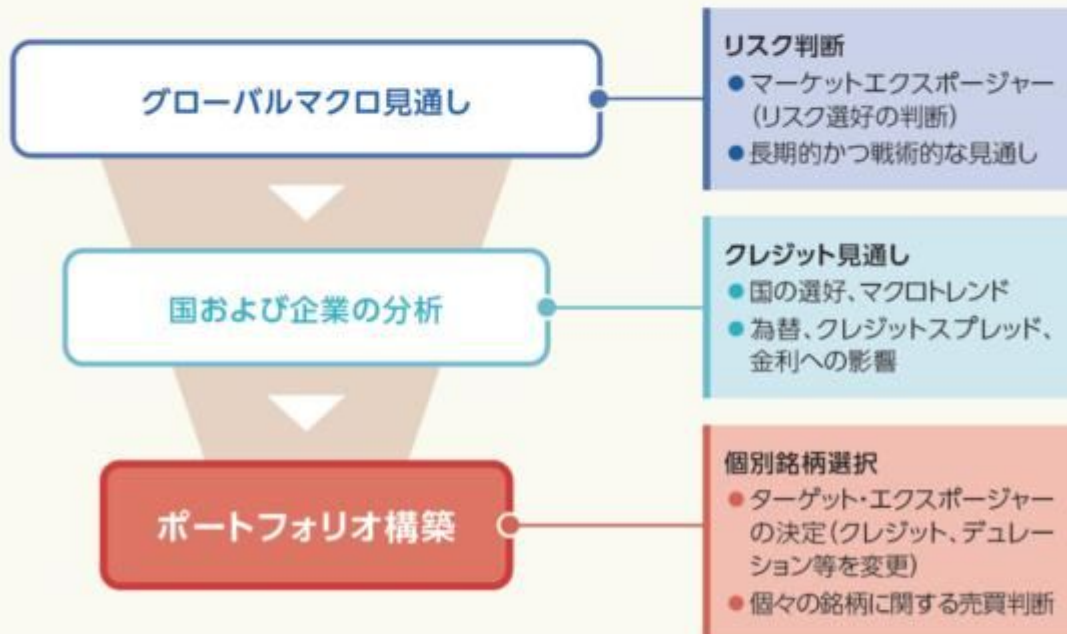 グローバルマクロ見通し
リスク判断
●マーケットエクスポージャー
(リスク選好の判断)
●長期的かつ戦術的な見通し
国および企業の分析
クレジット見通し
●国の選好、マクロトレンド
●為替、クレジットスプレッド、
金利への影響
ポートフォリオ構築
個別銘柄選択
●ターゲット・エクスポージャー
の決定(クレジット、デュレー
ション等を変更)
●個々の銘柄に関する売買判断